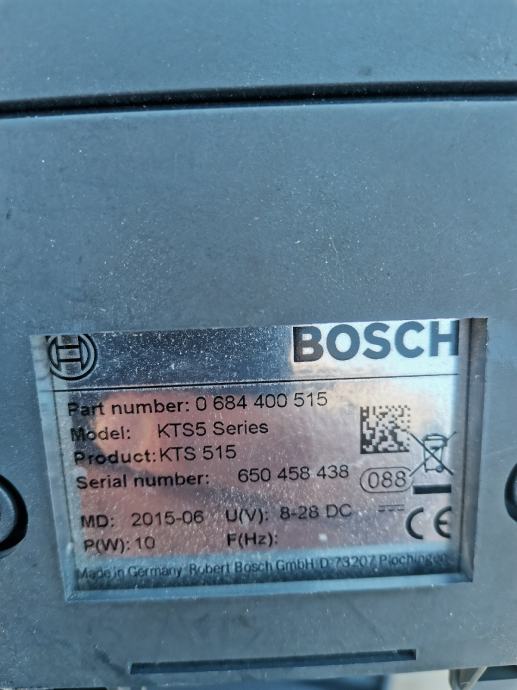 BOSCH
Part number: 0 684 400 515
Model: KTS5 Series
Product: KTS 515
Serial number: 650 458 438
088
MD: 2015-06 U(V): 8-28 DC
P(W): 10 F(Hz):
CE
Made in Germany Robert Bosch GmbH D 73207 Plochingen